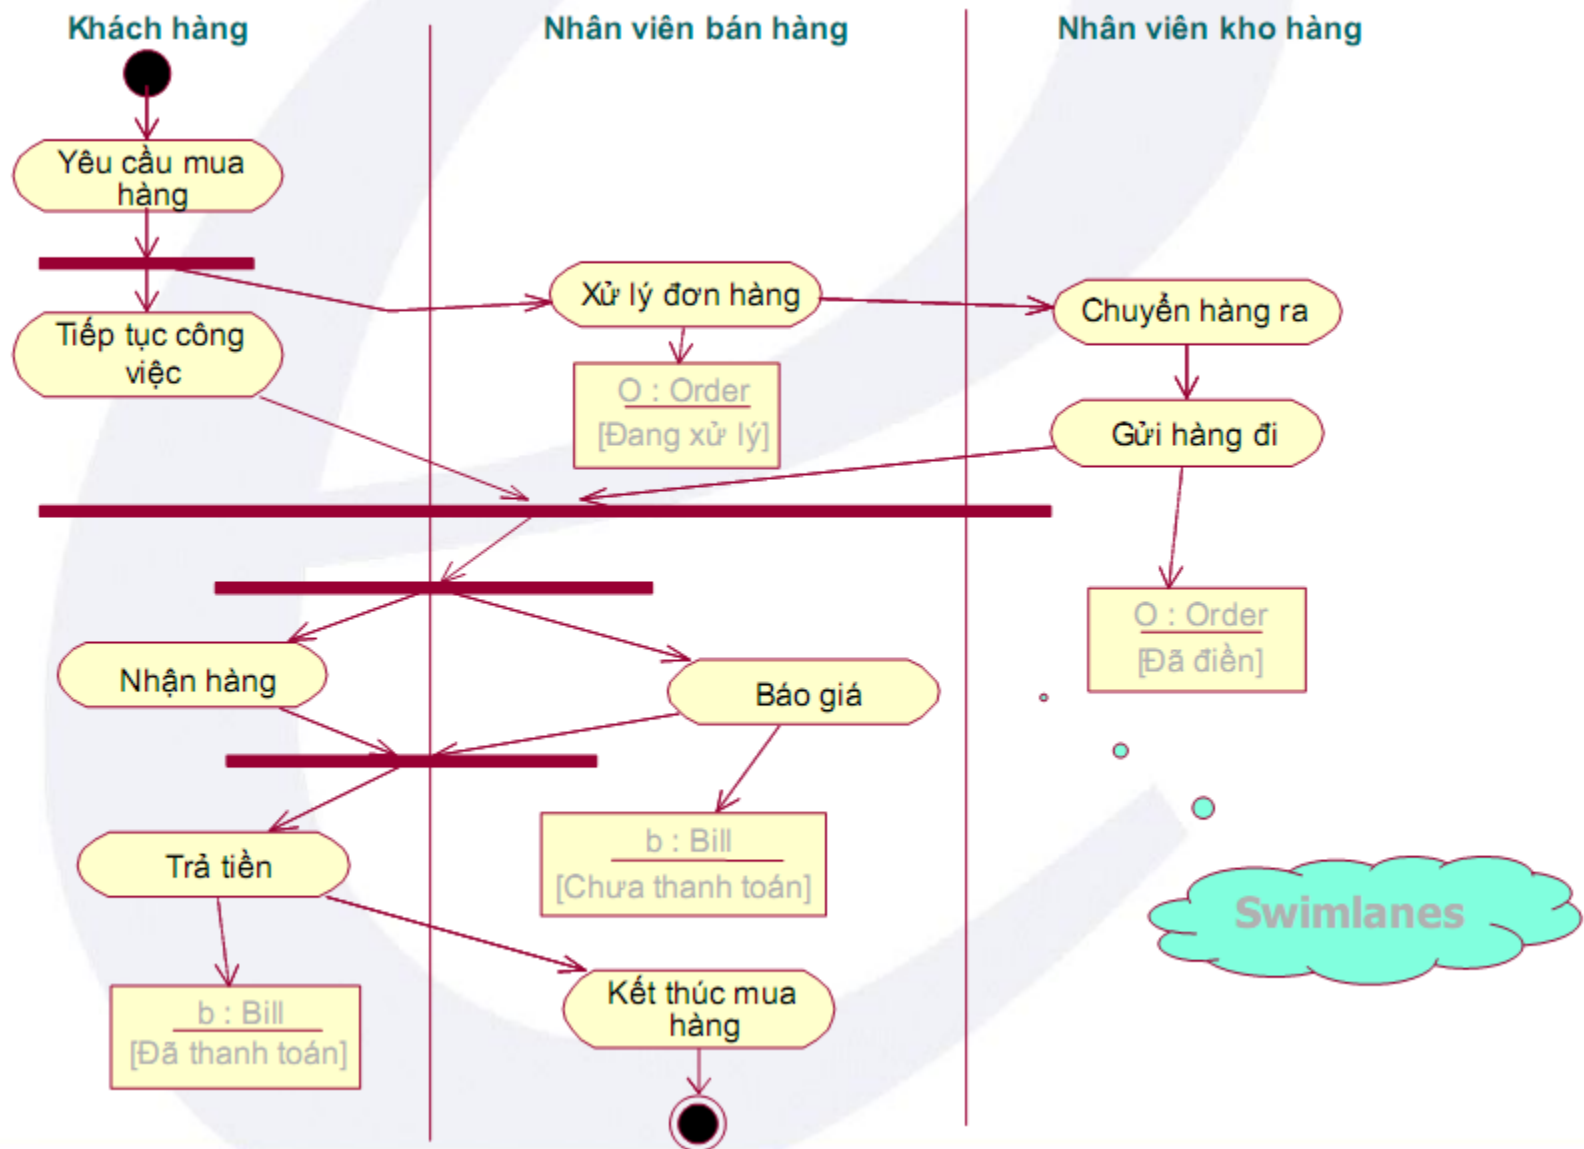 Khách hàng
Nhân viên bán hàng
Nhân viên kho hàng
Yêu cầu mua
hàng
Xử lý đơn hàng
Chuyển hàng ra
Tiếp tục công
việc
O : Order
[Đang xử lý]
Gửi hàng đi
O : Order
[Đã điền]
Nhận hàng
Báo giá
Trả tiền
b : Bill
[Chưa thanh toán]
Swimlanes
b : Bill
[Đã thanh toán]
Kết thúc mua
hàng